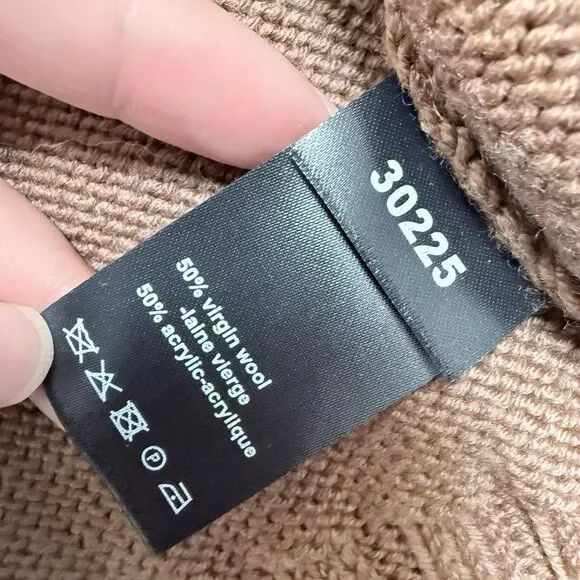 30225
50% virgin wool
-laine vierge
50% acrylic-acrylique
P